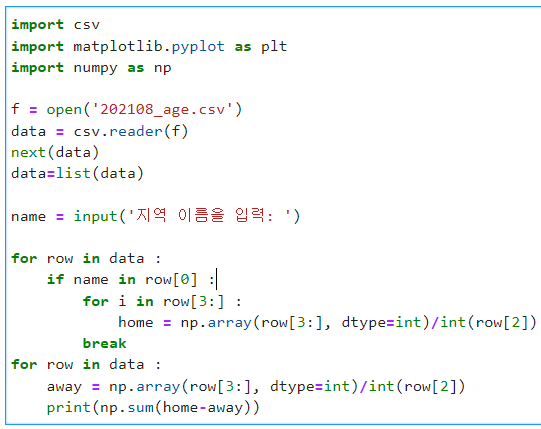 import csv
import matplotlib.pyplot as plt
import numpy as np

f = open('202108_age.csv')
data = csv.reader(f)
next(data)
data=list(data)

name = input('지역 이름을 입력: ')

for row in data :
    if name in row[0] :
        for i in row[3:] :
            home = np.array(row[3:], dtype=int)/int(row[2])
        break
for row in data :
    away = np.array(row[3:], dtype=int)/int(row[2])
    print(np.sum(home-away))